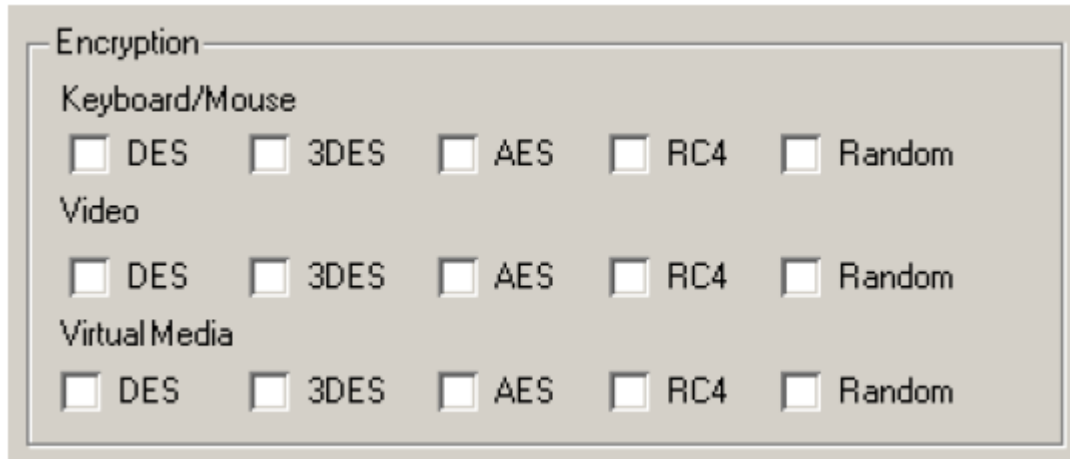 Encryption
Keyboard/Mouse
DES 3DES AES RC4 Random
Video
DES 3DES AES RC4 Random
Virtual Media
DES 3DES AES RC4 Random